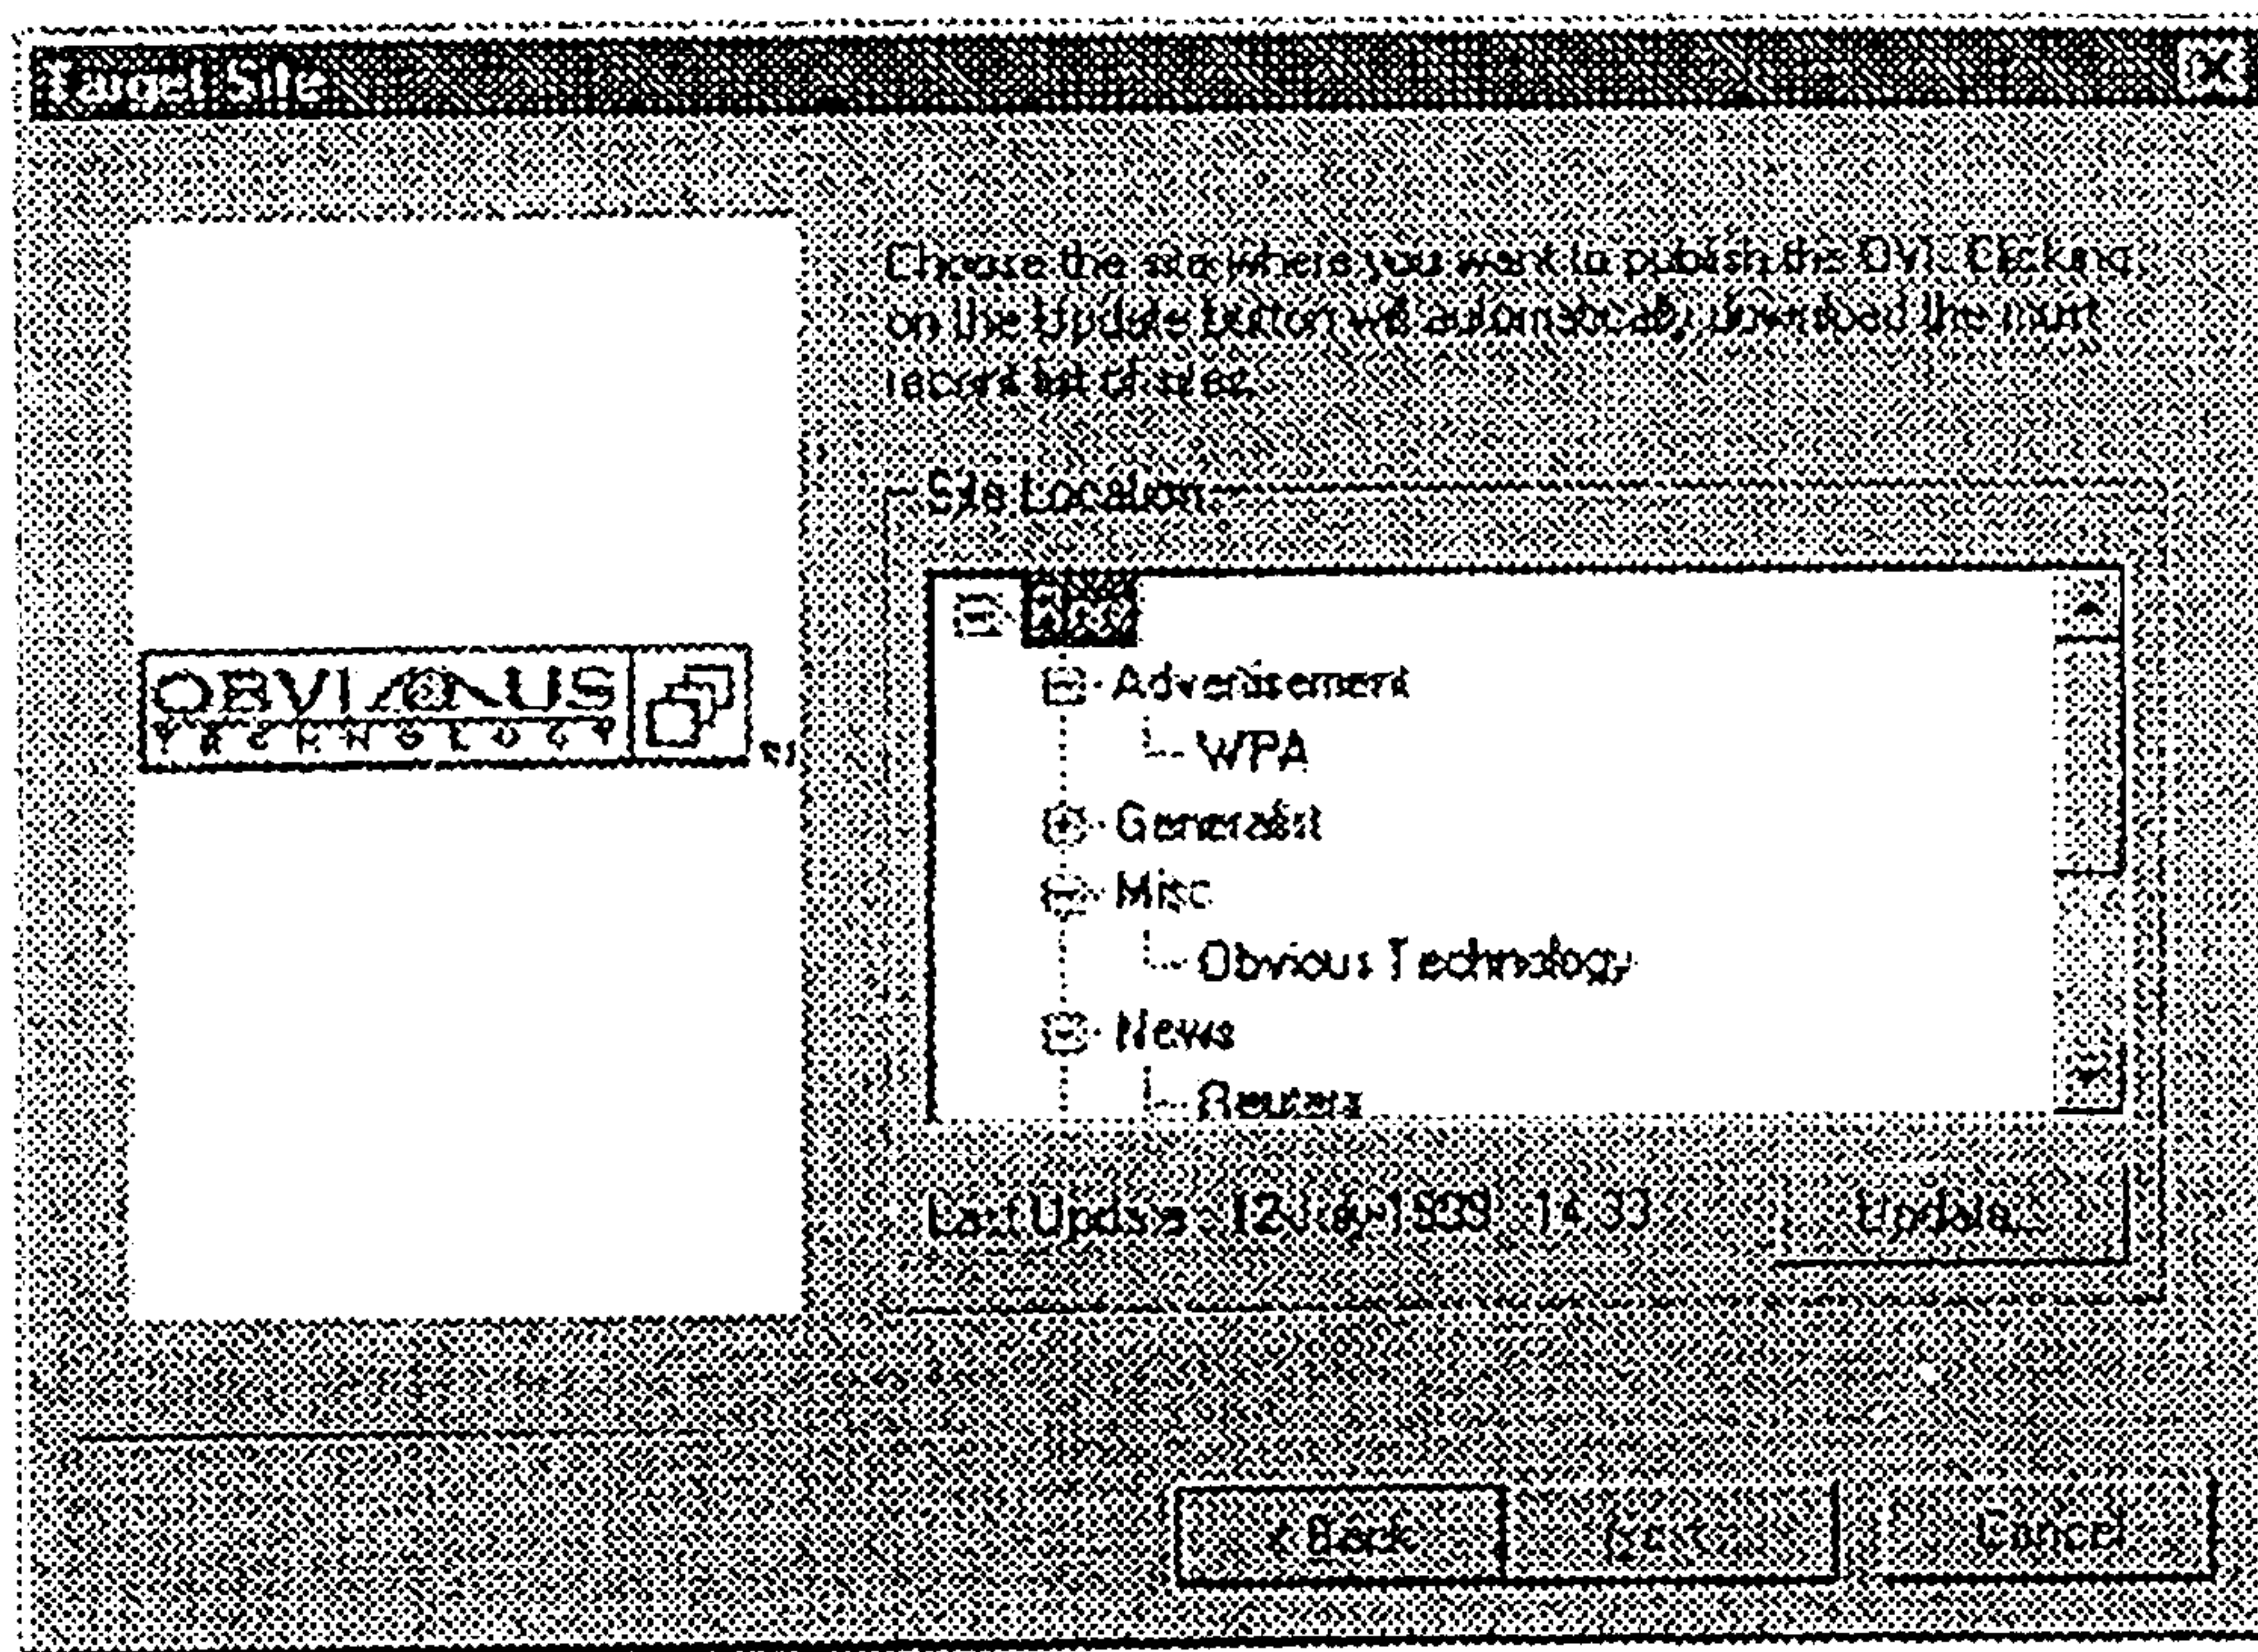 Target Site
Choose the site where you want to publish the OVI. Clicking
on the Update button will automatically download the most
recent list of sites.
Site Location
OBVIOUS
TECHNOLOGY
Advertisement
WPA
Generalist
Misc
Obvious Technology
News
Reuters
Last Update : 14:33
Update...
< Back
Cancel